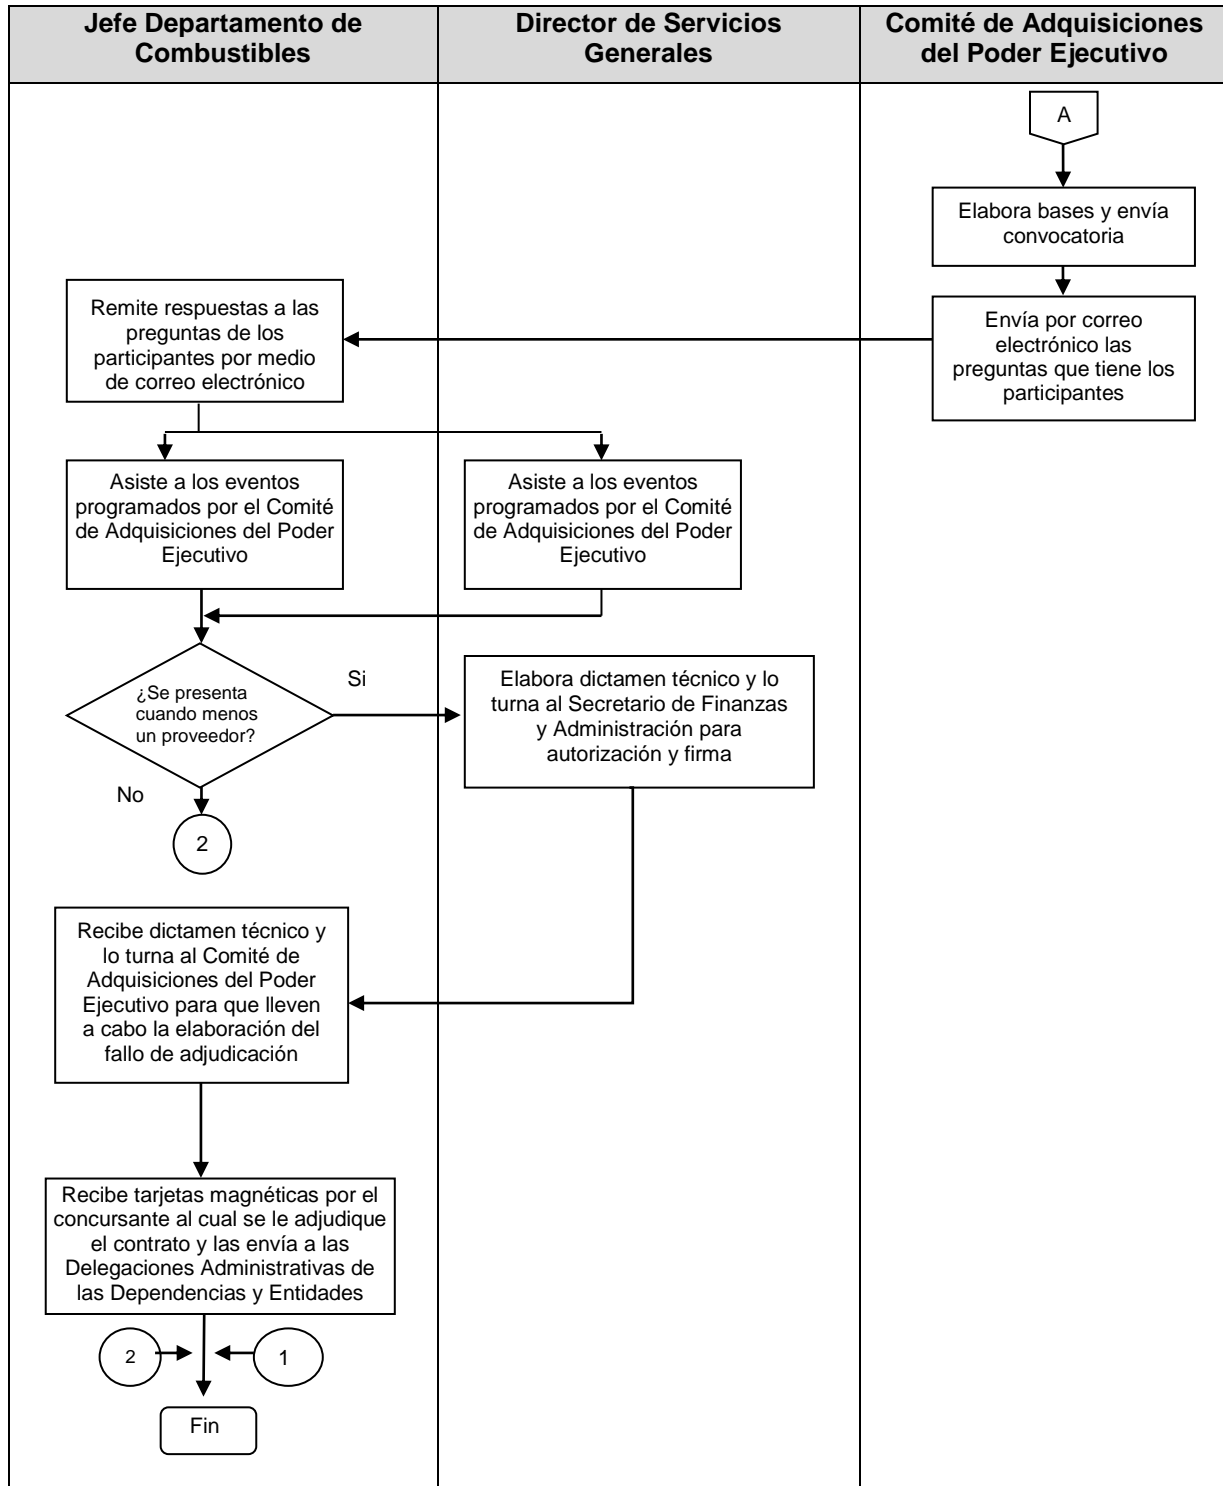 Jefe Departamento de
Combustibles
Director de Servicios
Generales
Comité de Adquisiciones
del Poder Ejecutivo
A
Elabora bases y envía
convocatoria
Envía por correo
electrónico las
preguntas que tiene los
participantes
Remite respuestas a las
preguntas de los
participantes por medio
de correo electrónico
Asiste a los eventos
programados por el Comité
de Adquisiciones del Poder
Ejecutivo
Asiste a los eventos
programados por el Comité
de Adquisiciones del Poder
Ejecutivo
¿Se presenta
cuando menos
un proveedor?
Si
Elabora dictamen técnico y lo
turna al Secretario de Finanzas
y Administración para
autorización y firma
No
2
Recibe dictamen técnico y
lo turna al Comité de
Adquisiciones del Poder
Ejecutivo para que lleven
a cabo la elaboración del
fallo de adjudicación
Recibe tarjetas magnéticas por el
concursante al cual se le adjudique
el contrato y las envía a las
Delegaciones Administrativas de
las Dependencias y Entidades
2
1
Fin